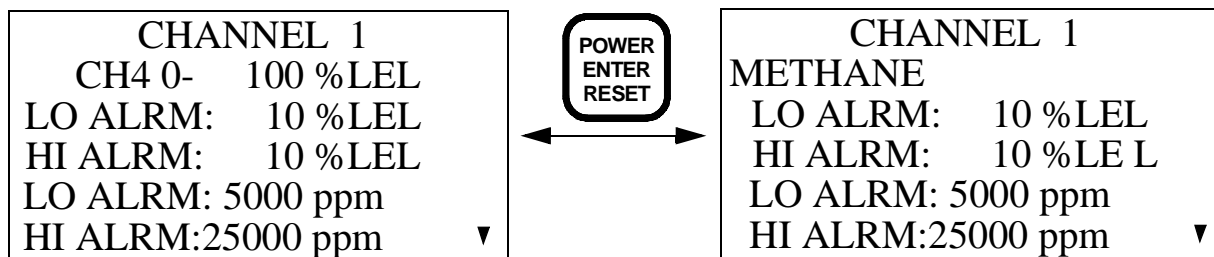 CHANNEL 1
CH4 0- 100 %LEL
LO ALRM: 10 %LEL
HI ALRM: 10 %LEL
LO ALRM: 5000 ppm
HI ALRM:25000 ppm
POWER
ENTER
RESET
CHANNEL 1
METHANE
LO ALRM: 10 %LEL
HI ALRM: 10 %LE L
LO ALRM: 5000 ppm
HI ALRM:25000 ppm